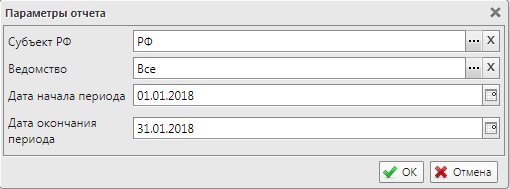 Параметры отчета
Субъект РФ РФ ... X
Ведомство Все ... X
Дата начала периода 01.01.2018
Дата окончания
периода 31.01.2018
ОК Отмена